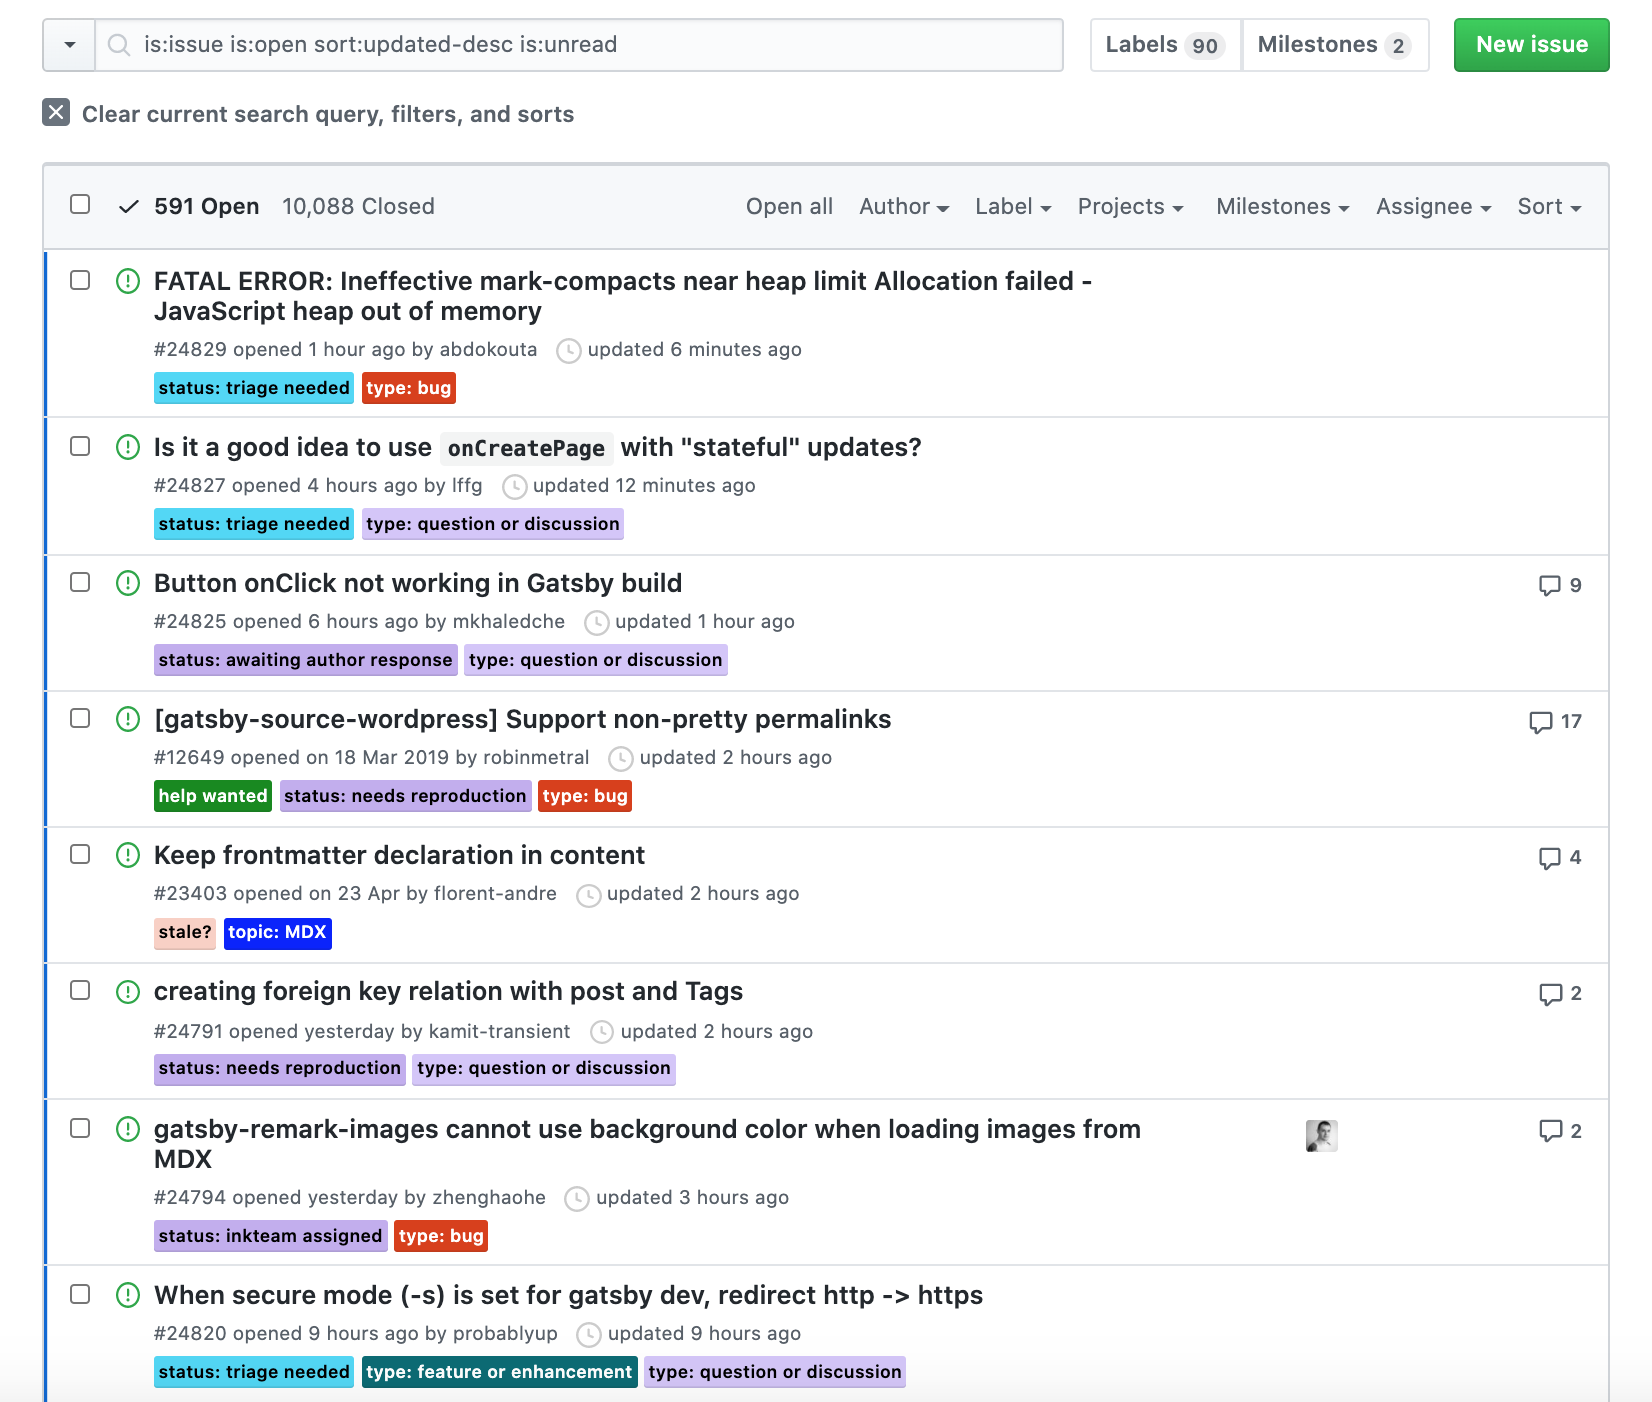 is:issue is:open sort:updated-desc is:unread
Labels 90 Milestones 2
New issue
Clear current search query, filters, and sorts
591 Open 10,088 Closed Open all Author Label Projects Milestones Assignee Sort
FATAL ERROR: Ineffective mark-compacts near heap limit Allocation failed -
JavaScript heap out of memory
#24829 opened 1 hour ago by abdokouta updated 6 minutes ago
status: triage needed type: bug
Is it a good idea to use onCreatePage with "stateful" updates?
#24827 opened 4 hours ago by lffg updated 12 minutes ago
status: triage needed type: question or discussion
Button onClick not working in Gatsby build 9
#24825 opened 6 hours ago by mkhaledche updated 1 hour ago
status: awaiting author response type: question or discussion
[gatsby-source-wordpress] Support non-pretty permalinks 17
#12649 opened on 18 Mar 2019 by robinmetral updated 2 hours ago
help wanted status: needs reproduction type: bug
Keep frontmatter declaration in content 4
#23403 opened on 23 Apr by florent-andre updated 2 hours ago
stale? topic: MDX
creating foreign key relation with post and Tags 2
#24791 opened yesterday by kamit-transient updated 2 hours ago
status: needs reproduction type: question or discussion
gatsby-remark-images cannot use background color when loading images from 2
MDX
#24794 opened yesterday by zhenghaohe updated 3 hours ago
status: inkteam assigned type: bug
When secure mode (-s) is set for gatsby dev, redirect http -> https
#24820 opened 9 hours ago by probablyup updated 9 hours ago
status: triage needed type: feature or enhancement type: question or discussion